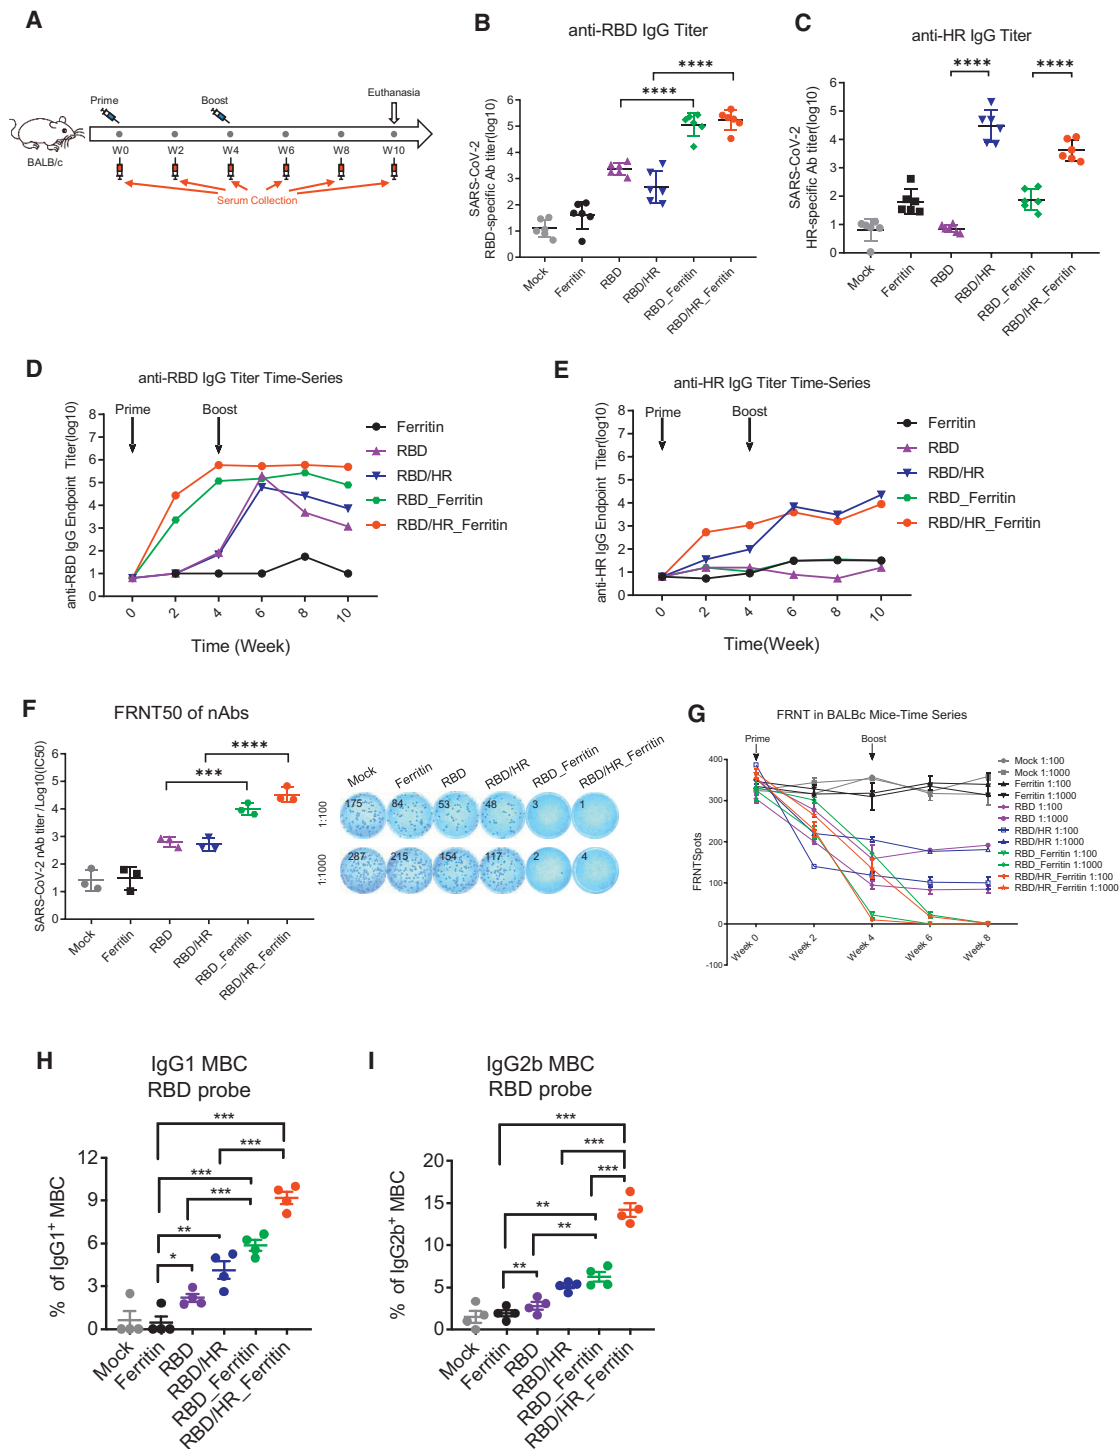 A
Prime
Boost
Euthanasia
BALB/c
W0
W2
W4
W6
W8
W10
Serum Collection
B
anti-RBD IgG Titer
****
****
SARS-CoV-2
RBD-specific Ab titer(log10)
6
5
4
3
2
1
0
Mock
Ferritin
RBD
RBD/HR
RBD_Ferritin
RBD/HR_Ferritin
C
anti-HR IgG Titer
****
****
SARS-CoV-2
HR-specific Ab titer(log10)
6
5
4
3
2
1
0
Mock
Ferritin
RBD
RBD/HR
RBD_Ferritin
RBD/HR_Ferritin
D
anti-RBD IgG Titer Time-Series
Prime
Boost
anti-RBD IgG Endpoint Titer(log10)
8
7
6
5
4
3
2
1
0
0
2
4
6
8
10
Time (Week)
Ferritin
RBD
RBD/HR
RBD_Ferritin
RBD/HR_Ferritin
E
anti-HR IgG Titer Time-Series
Prime
Boost
anti-HR IgG Endpoint Titer(log10)
8
7
6
5
4
3
2
1
0
0
2
4
6
8
10
Time(Week)
Ferritin
RBD
RBD/HR
RBD_Ferritin
RBD/HR_Ferritin
F
FRNT50 of nAbs
****
***
SARS-CoV-2 nAb titer /Log10(IC50)
6
5
4
3
2
1
0
Mock
Ferritin
RBD
RBD/HR
RBD_Ferritin
RBD/HR_Ferritin
Mock
Ferritin
RBD
RBD/HR
RBD_Ferritin
RBD/HR_Ferritin
1:100
175
84
53
48
3
1
1:1000
287
215
154
117
2
4
G
FRNT in BALBc Mice-Time Series
Prime
Boost
FRNTSpots
400
300
200
100
0
-100
Week 0
Week 2
Week 4
Week 6
Week 8
Mock 1:100
Mock 1:1000
Ferritin 1:100
Ferritin 1:1000
RBD 1:100
RBD 1:1000
RBD/HR 1:100
RBD/HR 1:1000
RBD_Ferritin 1:100
RBD_Ferritin 1:1000
RBD/HR_Ferritin 1:100
RBD/HR_Ferritin 1:1000
H
IgG1 MBC
RBD probe
***
***
***
***
**
*
% of IgG1+ MBC
12
9
6
3
0
Mock
Ferritin
RBD
RBD/HR
RBD_Ferritin
RBD/HR_Ferritin
I
IgG2b MBC
RBD probe
***
***
***
**
**
**
% of IgG2b+ MBC
20
15
10
5
0
Mock
Ferritin
RBD
RBD/HR
RBD_Ferritin
RBD/HR_Ferritin